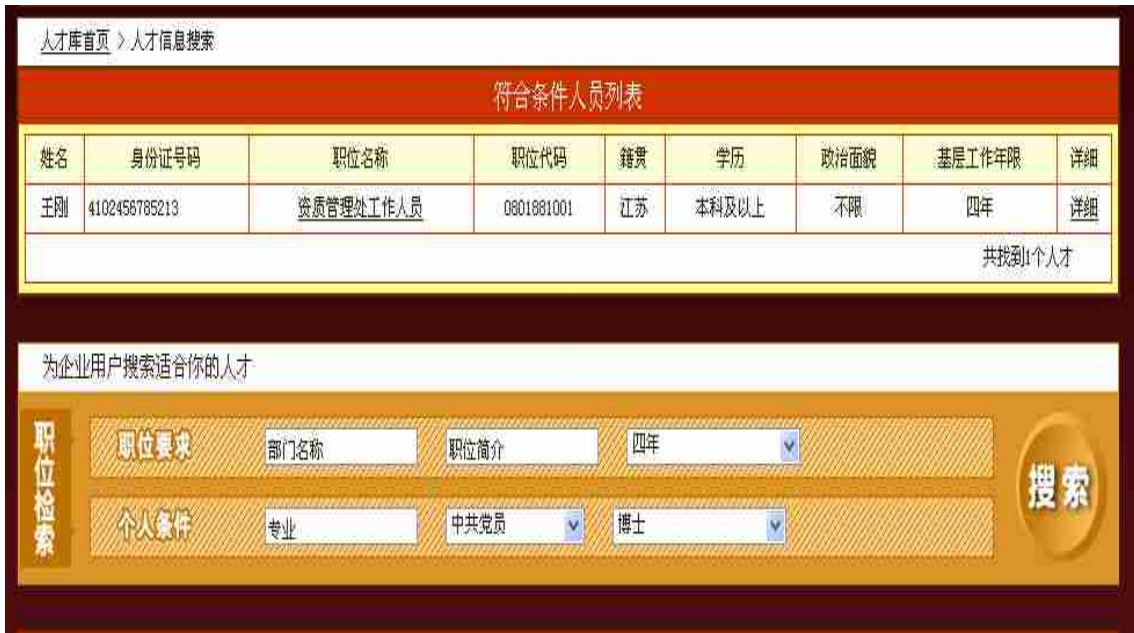 人才库首页 > 人才信息搜索
符合条件人员列表
姓名 身份证号码 职位名称 职位代码 籍贯 学历 政治面貌 基层工作年限 详细
王刚 4102456785213 资质管理处工作人员 0801881001 江苏 本科及以上 不限 四年 详细
共找到1个人才
为企业用户搜索适合你的人才
职位检索
职位要求 部门名称 职位简介 四年
个人条件 专业 中共党员 博士
搜索